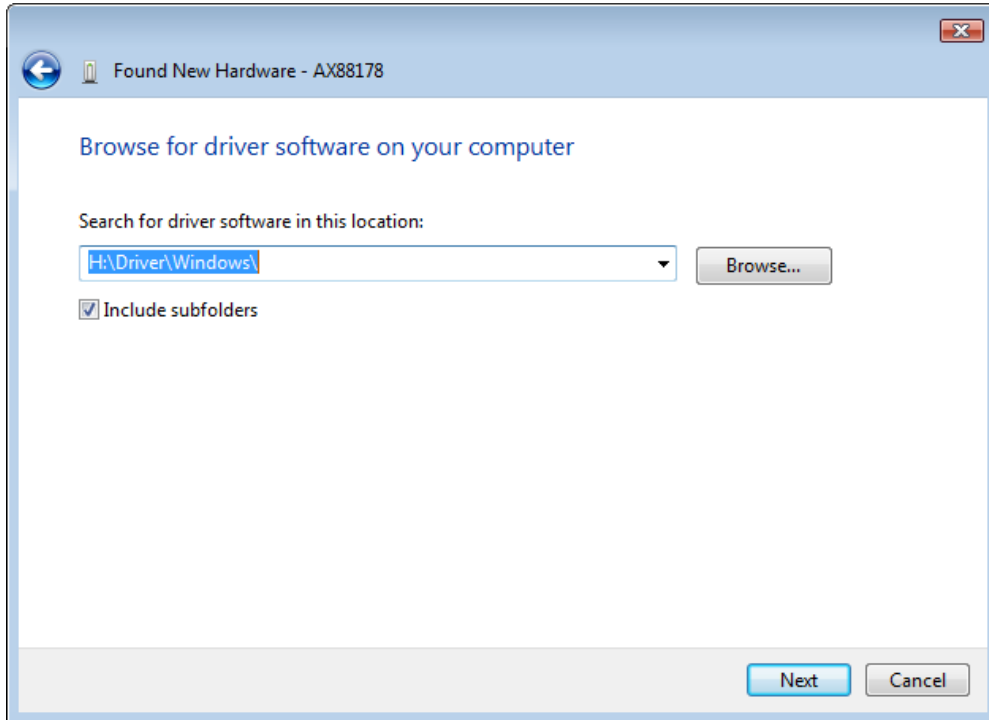 Found New Hardware - AX88178
Browse for driver software on your computer
Search for driver software in this location:
H:\Driver\Windows\
Browse...
Include subfolders
Next
Cancel